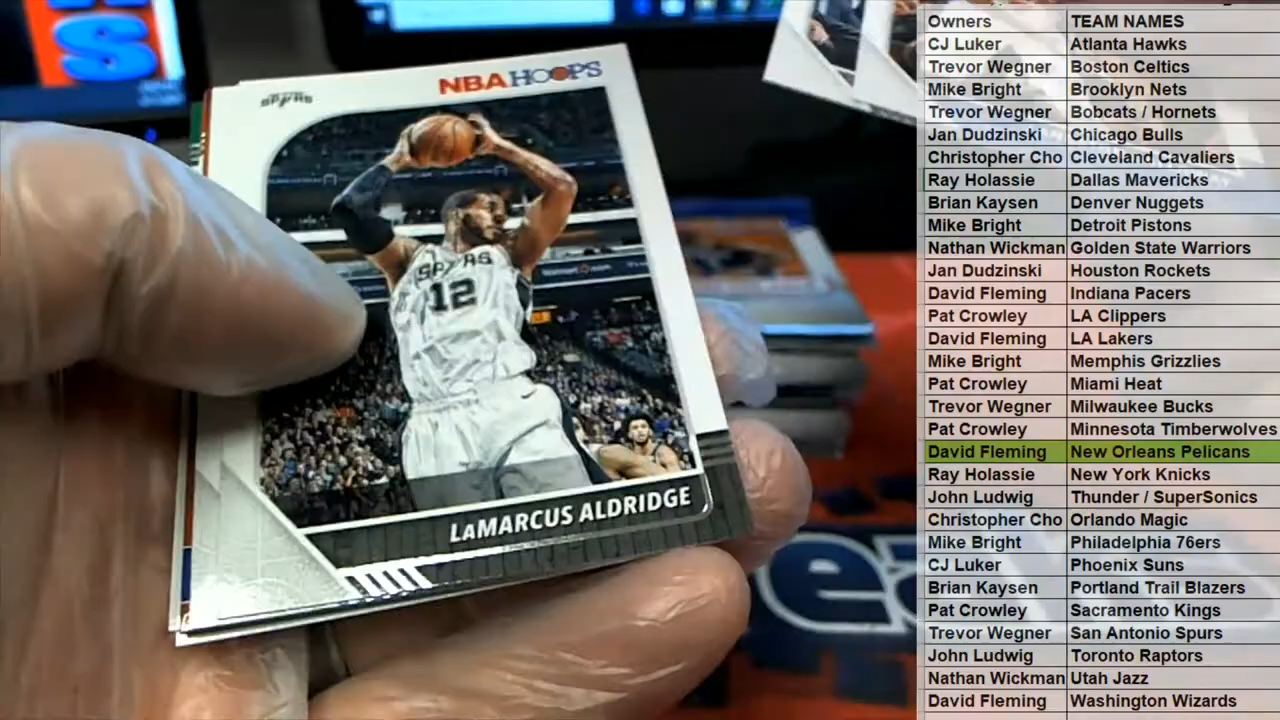 S
SPURS
NBA HOOPS
SPURS
12
LaMARCUS ALDRIDGE
Owners TEAM NAMES
CJ Luker Atlanta Hawks
Trevor Wegner Boston Celtics
Mike Bright Brooklyn Nets
Trevor Wegner Bobcats / Hornets
Jan Dudzinski Chicago Bulls
Christopher Cho Cleveland Cavaliers
Ray Holassie Dallas Mavericks
Brian Kaysen Denver Nuggets
Mike Bright Detroit Pistons
Nathan Wickman Golden State Warriors
Jan Dudzinski Houston Rockets
David Fleming Indiana Pacers
Pat Crowley LA Clippers
David Fleming LA Lakers
Mike Bright Memphis Grizzlies
Pat Crowley Miami Heat
Trevor Wegner Milwaukee Bucks
Pat Crowley Minnesota Timberwolves
David Fleming New Orleans Pelicans
Ray Holassie New York Knicks
John Ludwig Thunder / SuperSonics
Christopher Cho Orlando Magic
Mike Bright Philadelphia 76ers
CJ Luker Phoenix Suns
Brian Kaysen Portland Trail Blazers
Pat Crowley Sacramento Kings
Trevor Wegner San Antonio Spurs
John Ludwig Toronto Raptors
Nathan Wickman Utah Jazz
David Fleming Washington Wizards